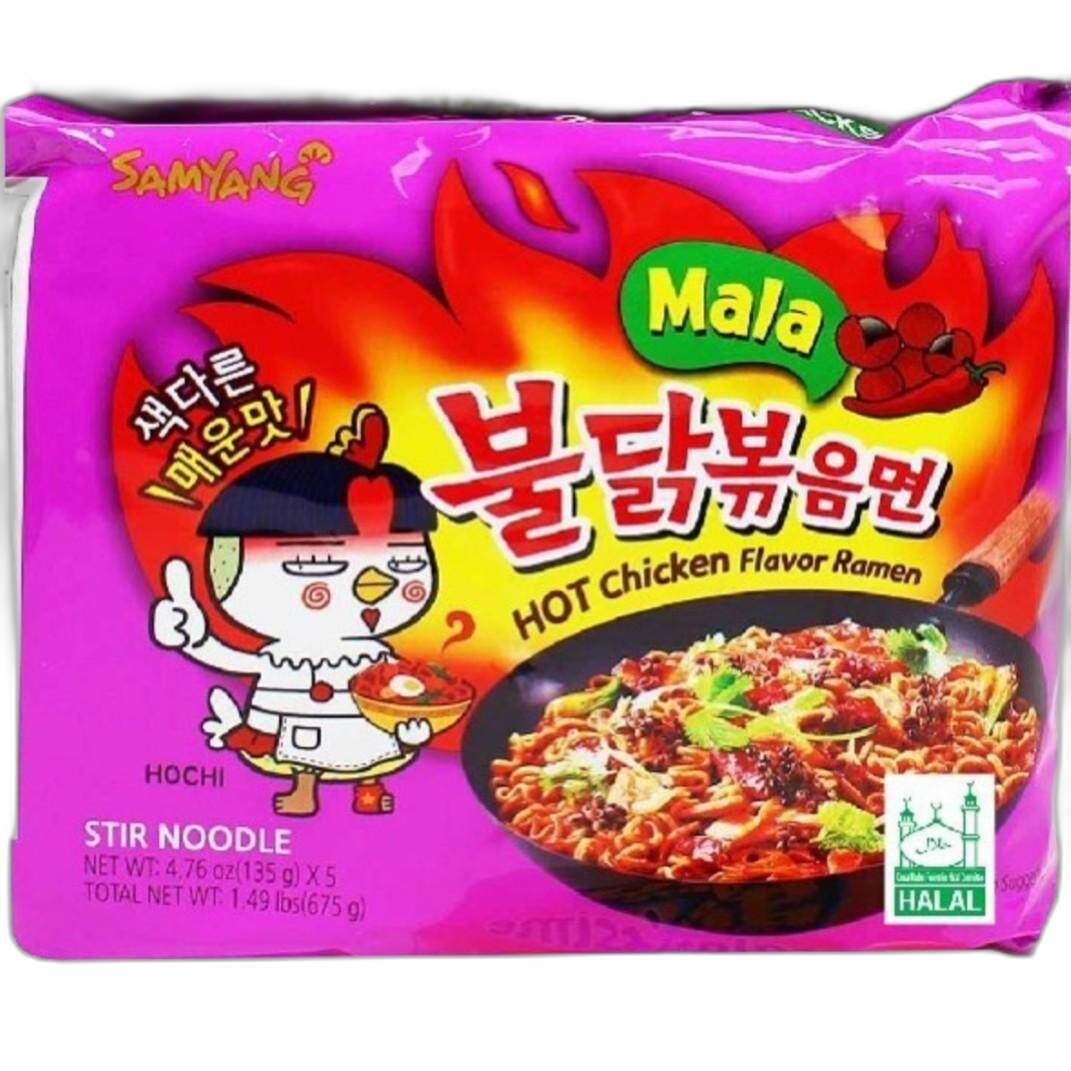 SAMYANG
Mala
색다른
매운맛
불닭볶음면
HOT Chicken Flavor Ramen
HOCHI
STIR NOODLE
NET WT: 4.76 oz(135 g) X 5
TOTAL NET WT: 1.49 lbs(675 g)
HALAL